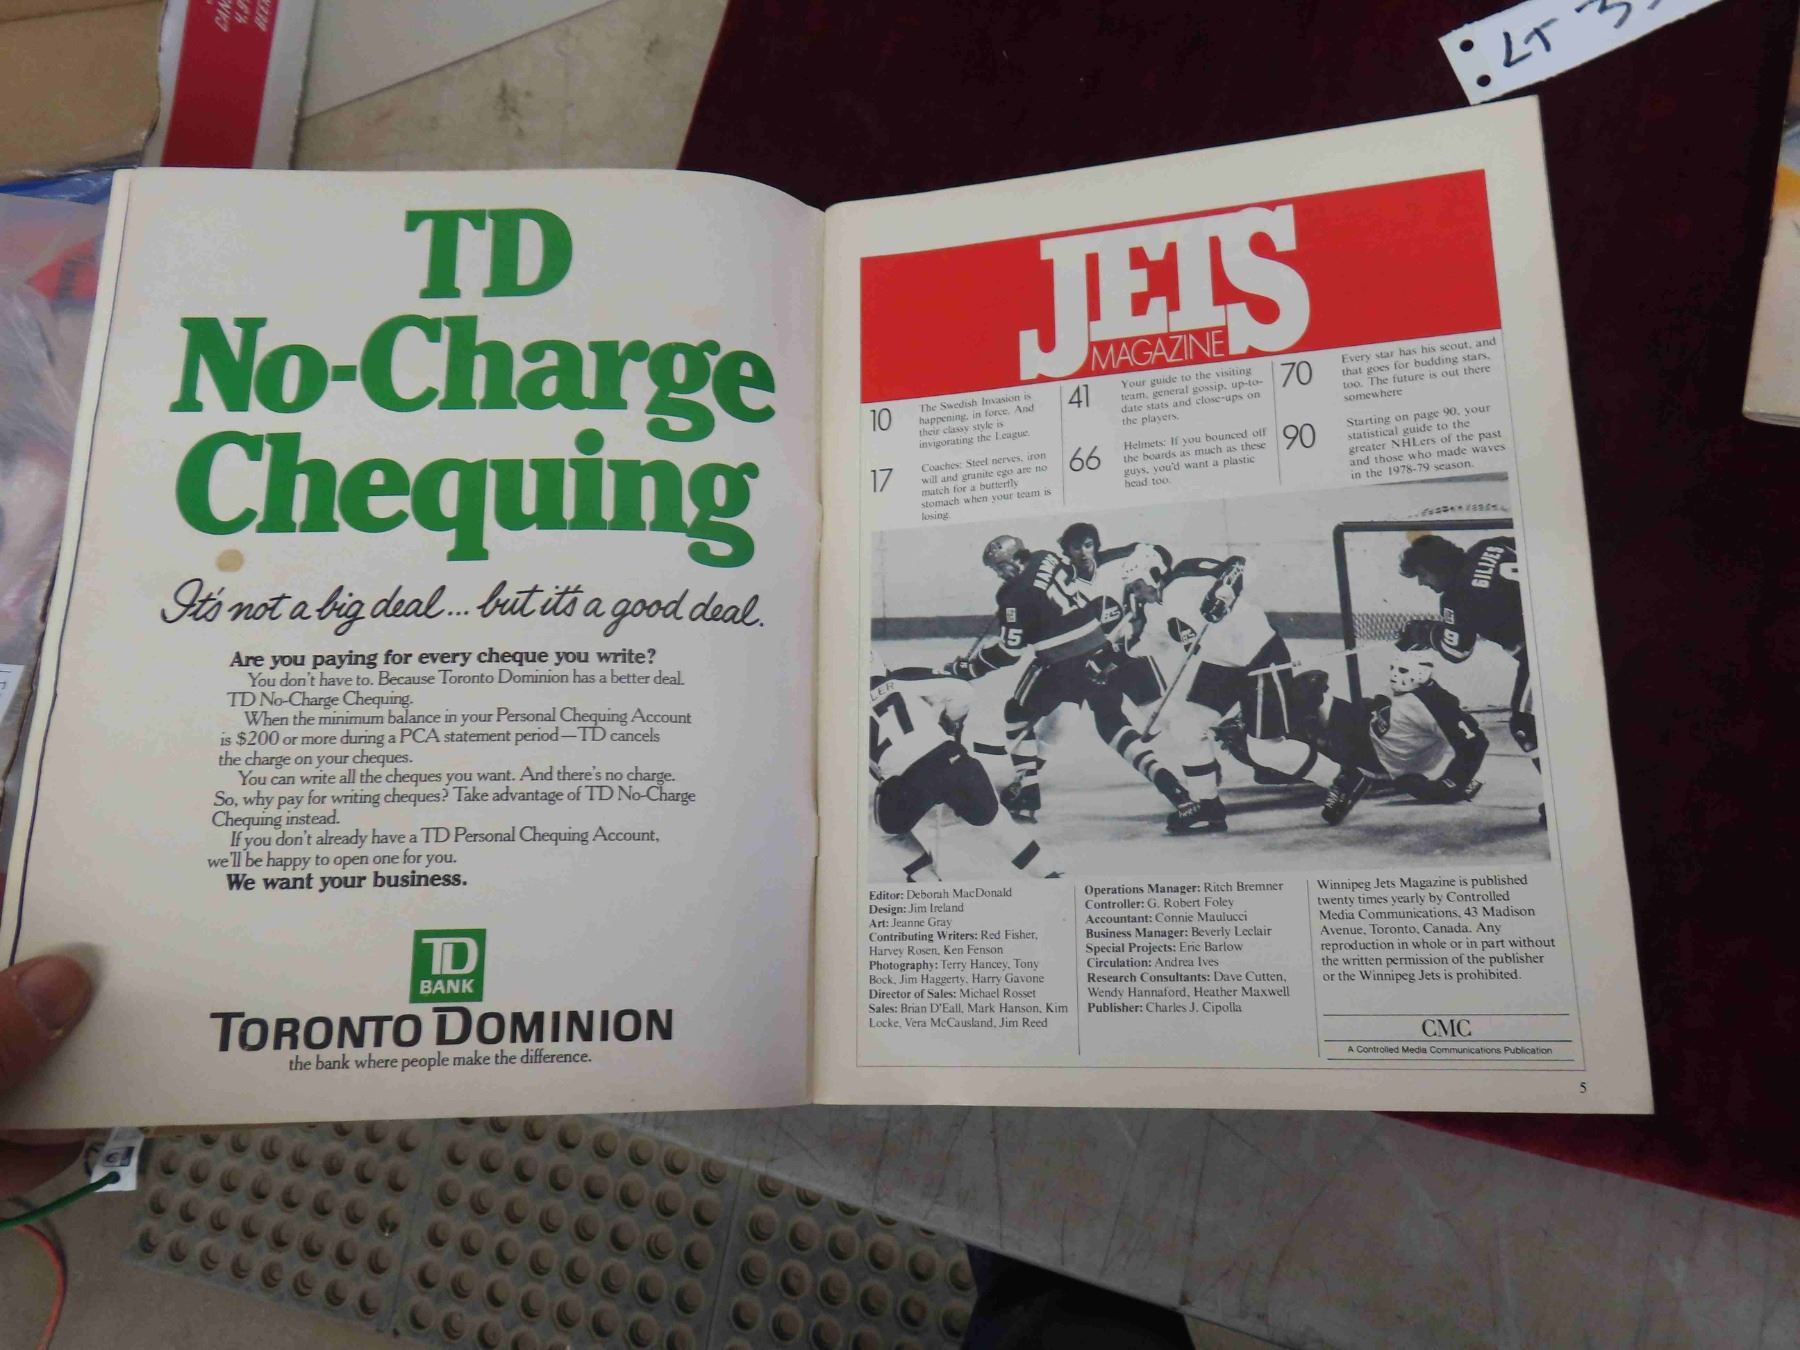 TD
No-Charge
Chequing
It's not a big deal... but it's a good deal.
Are you paying for every cheque you write?
You don't have to. Because Toronto Dominion has a better deal.
TD No-Charge Chequing.
When the minimum balance in your Personal Chequing Account
is $200 or more during a PCA statement period—TD cancels
the charge on your cheques.
You can write all the cheques you want. And there's no charge.
So, why pay for writing cheques? Take advantage of TD No-Charge
Chequing instead.
If you don't already have a TD Personal Chequing Account,
we'll be happy to open one for you.
We want your business.
TD
BANK
TORONTO DOMINION
the bank where people make the difference.
JETS
MAGAZINE
10
The Swedish Invasion is
happening, in force. And
their classy style is
invigorating the League.
17
Coaches: Steel nerves, iron
will and granite ego are no
match for a butterfly
stomach when your team is
losing.
41
Your guide to the visiting
team, general gossip, up-to-
date stats and close-ups on
the players.
66
Helmets: If you bounced off
the boards as much as these
guys, you'd want a plastic
head too.
70
Every star has his scout, and
that goes for budding stars,
too. The future is out there
somewhere
90
Starting on page 90, your
statistical guide to the
greater NHLers of the past
and those who made waves
in the 1978-79 season.
15
GILLIES
9
LER
27
1
Editor: Deborah MacDonald
Design: Jim Ireland
Art: Jeanne Gray
Contributing Writers: Red Fisher,
Harvey Rosen, Ken Fenson
Photography: Terry Hancey, Tony
Bock, Jim Haggerty, Harry Gavone
Director of Sales: Michael Rosset
Sales: Brian D'Eall, Mark Hanson, Kim
Locke, Vera McCausland, Jim Reed
Operations Manager: Ritch Bremner
Controller: G. Robert Foley
Accountant: Connie Maulucci
Business Manager: Beverly Leclair
Special Projects: Eric Barlow
Circulation: Andrea Ives
Research Consultants: Dave Cutten,
Wendy Hannaford, Heather Maxwell
Publisher: Charles J. Cipolla
Winnipeg Jets Magazine is published
twenty times yearly by Controlled
Media Communications, 43 Madison
Avenue, Toronto, Canada. Any
reproduction in whole or in part without
the written permission of the publisher
or the Winnipeg Jets is prohibited.
CMC
A Controlled Media Communications Publication
5
LT